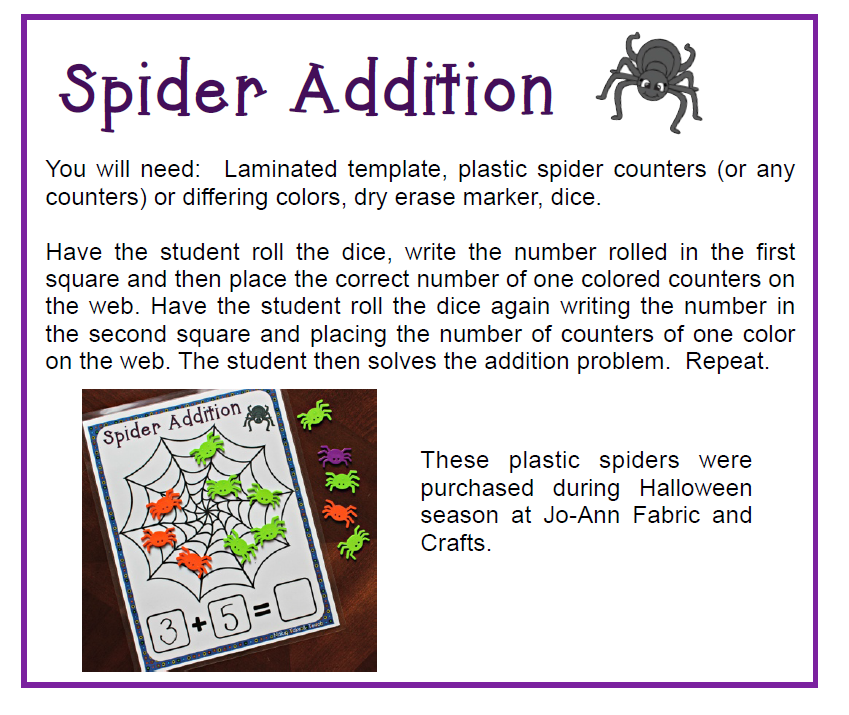 Spider Addition
You will need: Laminated template, plastic spider counters (or any
counters) or differing colors, dry erase marker, dice.
Have the student roll the dice, write the number rolled in the first
square and then place the correct number of one colored counters on
the web. Have the student roll the dice again writing the number in
the second square and placing the number of counters of one color
on the web. The student then solves the addition problem. Repeat.
Spider Addition
3 + 5 =
These plastic spiders were
purchased during Halloween
season at Jo-Ann Fabric and
Crafts.